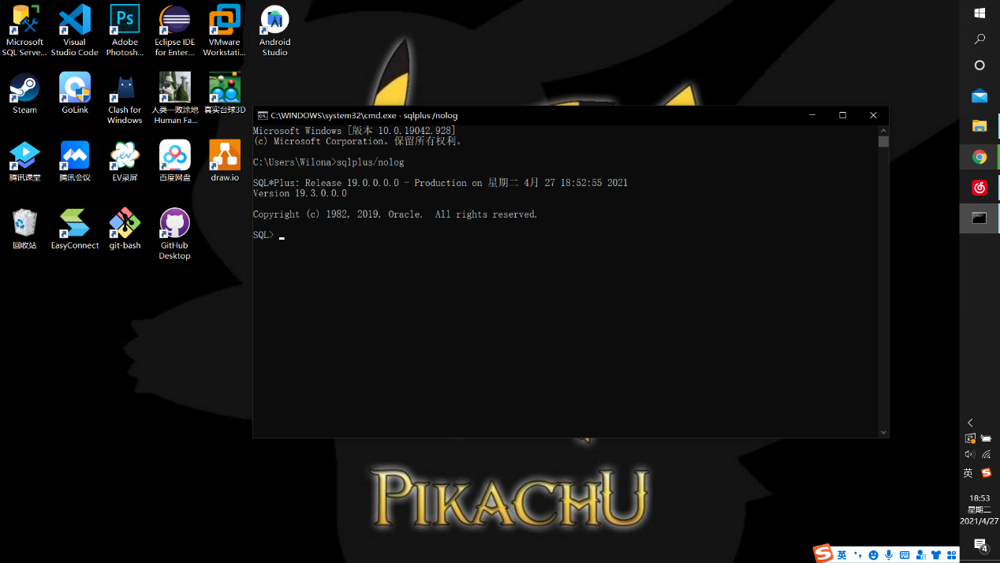 Microsoft
SQL Serve...
Visual
Studio Code
Adobe
Photosh...
Eclipse IDE
for Enter...
VMware
Workstati...
Android
Studio
Steam
GoLink
Clash for
Windows
人类一败涂地
Human Fa...
真实台球3D
腾讯课堂
腾讯会议
EV录屏
百度网盘
draw.io
回收站
EasyConnect
git-bash
GitHub
Desktop
C:\WINDOWS\system32\cmd.exe - sqlplus /nolog
Microsoft Windows [版本 10.0.19042.928]
(c) Microsoft Corporation。保留所有权利。
C:\Users\Wilona>sqlplus/nolog
SQL*Plus: Release 19.0.0.0.0 - Production on 星期二 4月 27 18:52:55 2021
Version 19.3.0.0.0
Copyright (c) 1982, 2019, Oracle.  All rights reserved.
SQL>
PIKACHU
英
18:53
星期二
2021/4/27
4
英